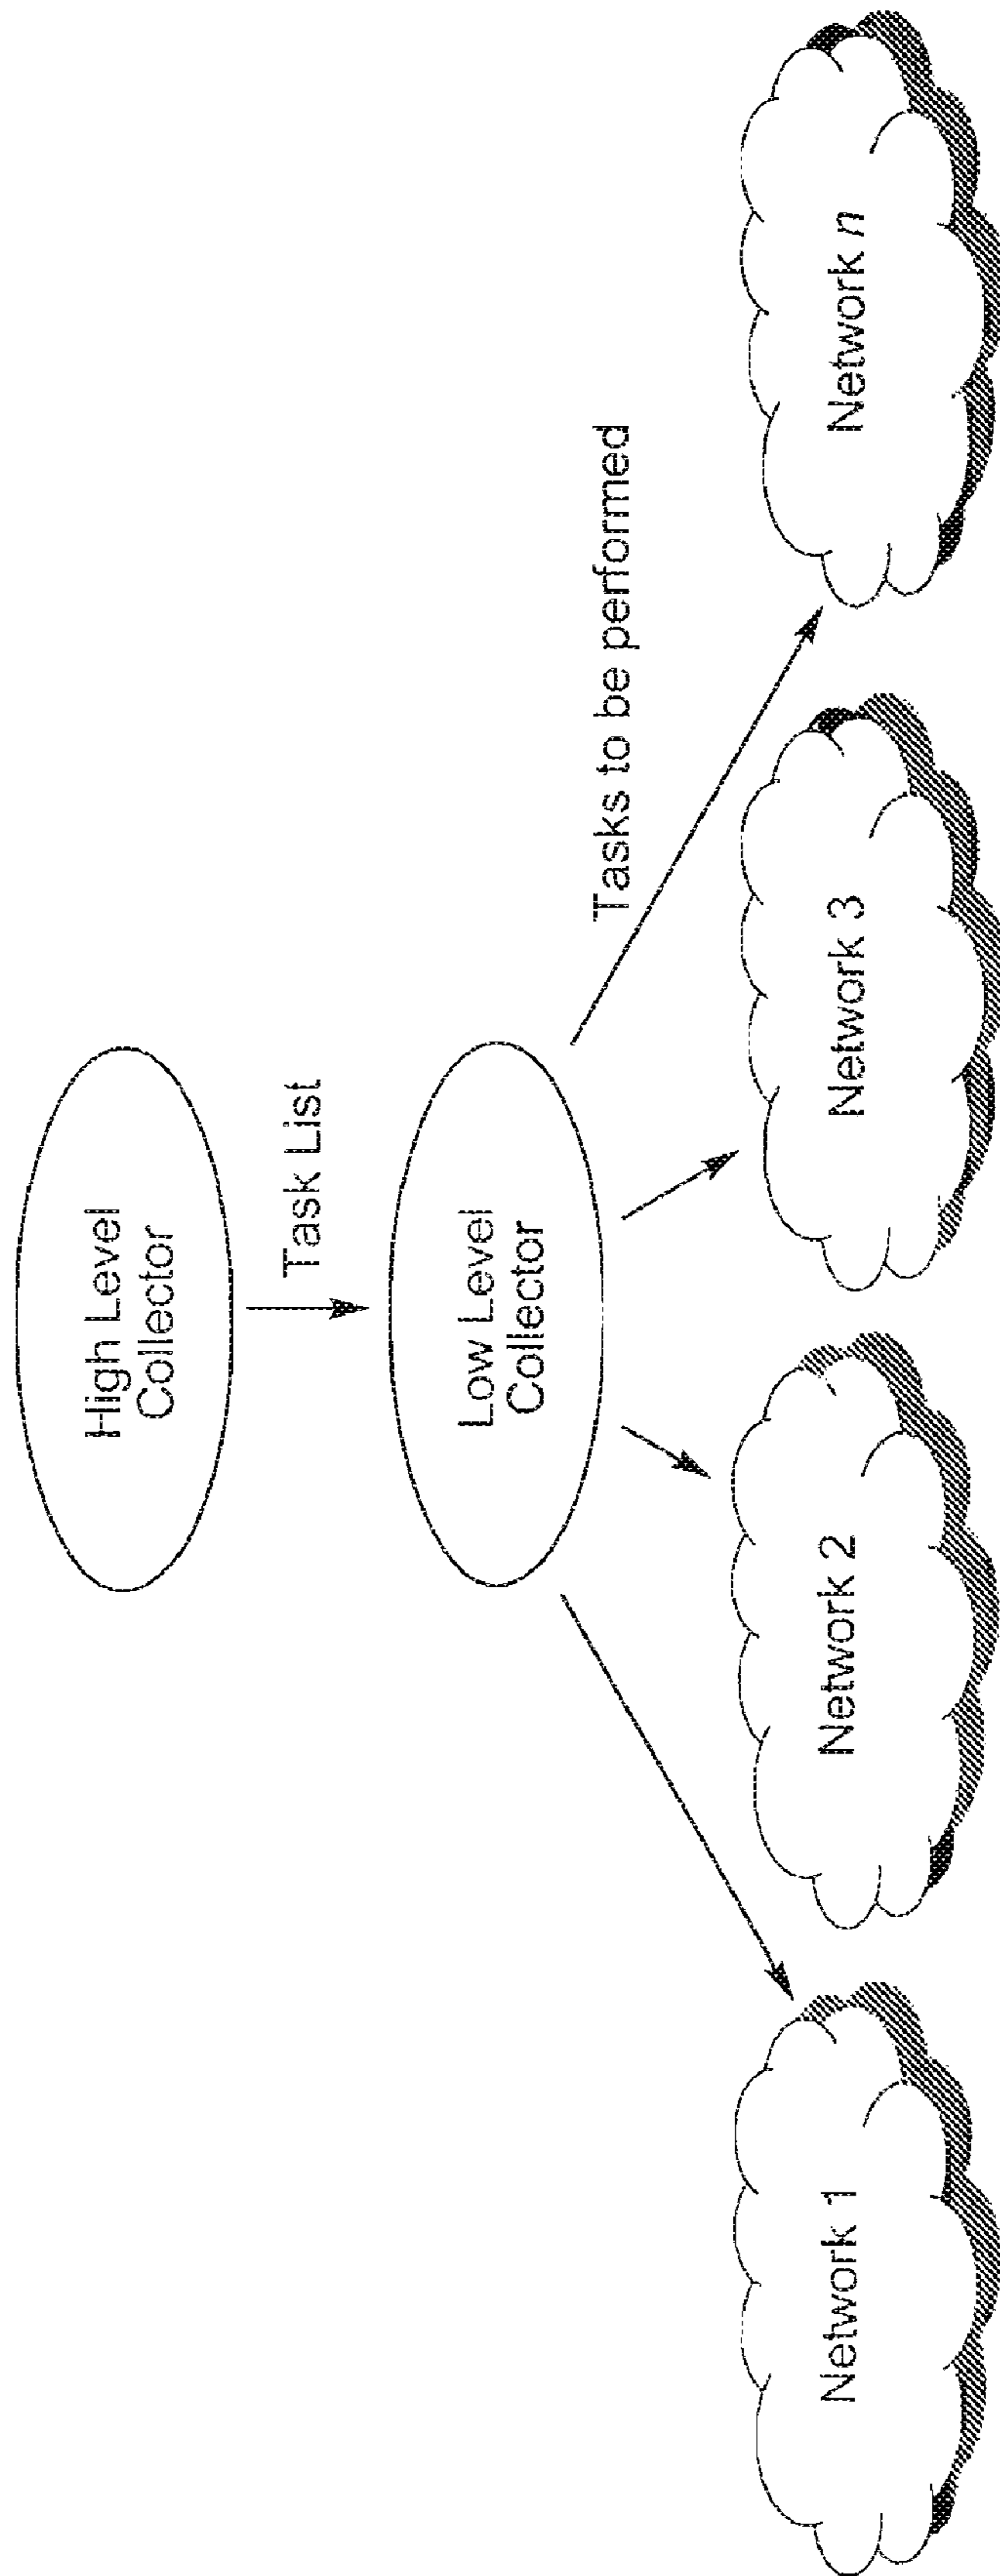 High Level
Collector
Task List
Low Level
Collector
Tasks to be performed
Network 1
Network 2
Network 3
Network n